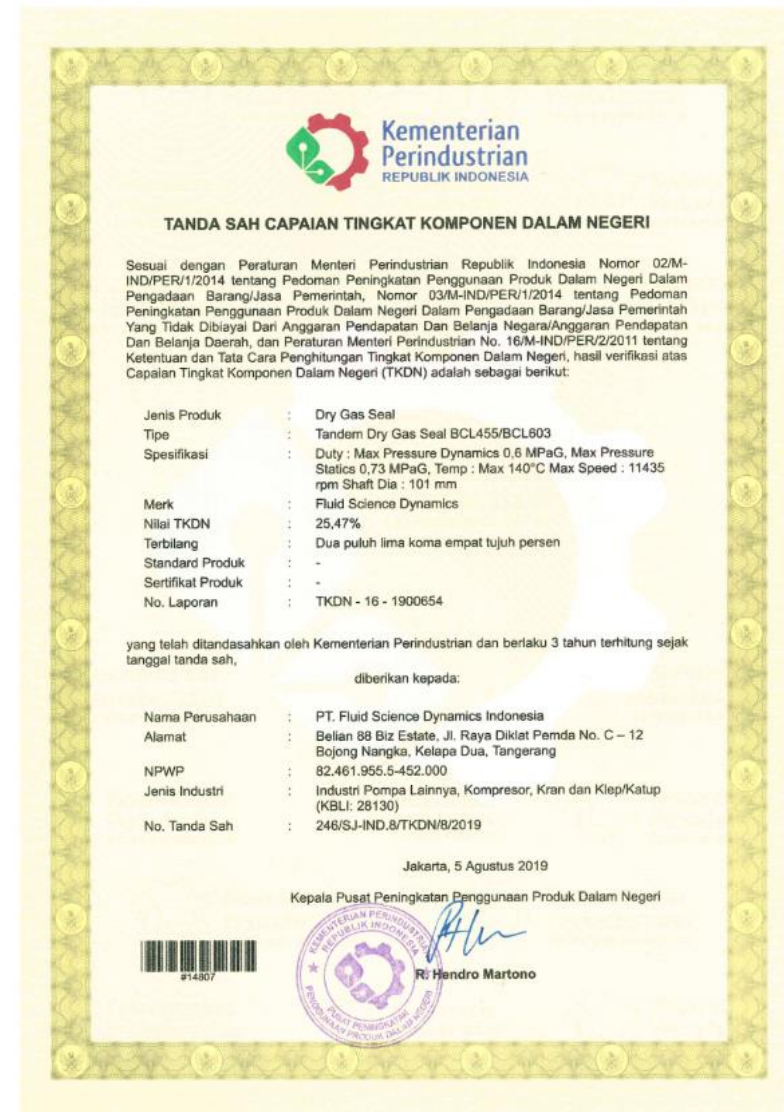 Kementerian
Perindustrian
REPUBLIK INDONESIA
TANDA SAH CAPAIAN TINGKAT KOMPONEN DALAM NEGERI
Sesuai dengan Peraturan Menteri Perindustrian Republik Indonesia Nomor 02/M-
IND/PER/1/2014 tentang Pedoman Peningkatan Penggunaan Produk Dalam Negeri Dalam
Pengadaan Barang/Jasa Pemerintah, Nomor 03/M-IND/PER/1/2014 tentang Pedoman
Peningkatan Penggunaan Produk Dalam Negeri Dalam Pengadaan Barang/Jasa Pemerintah
Yang Tidak Dibiayai Dari Anggaran Pendapatan Dan Belanja Negara/Anggaran Pendapatan
Dan Belanja Daerah, dan Peraturan Menteri Perindustrian No. 16/M-IND/PER/2/2011 tentang
Ketentuan dan Tata Cara Penghitungan Tingkat Komponen Dalam Negeri, hasil verifikasi atas
Capaian Tingkat Komponen Dalam Negeri (TKDN) adalah sebagai berikut:
Jenis Produk : Dry Gas Seal
Tipe : Tandem Dry Gas Seal BCL455/BCL603
Spesifikasi : Duty : Max Pressure Dynamics 0,6 MPaG, Max Pressure
Statics 0,73 MPaG, Temp : Max 140°C Max Speed : 11435
rpm Shaft Dia : 101 mm
Merk : Fluid Science Dynamics
Nilai TKDN : 25,47%
Terbilang : Dua puluh lima koma empat tujuh persen
Standard Produk : -
Sertifikat Produk : -
No. Laporan : TKDN - 16 - 1900654
yang telah ditandasahkan oleh Kementerian Perindustrian dan berlaku 3 tahun terhitung sejak
tanggal tanda sah,
diberikan kepada:
Nama Perusahaan : PT. Fluid Science Dynamics Indonesia
Alamat : Belian 88 Biz Estate, Jl. Raya Diklat Pemda No. C – 12
Bojong Nangka, Kelapa Dua, Tangerang
NPWP : 82.461.955.5-452.000
Jenis Industri : Industri Pompa Lainnya, Kompresor, Kran dan Klep/Katup
(KBLI: 28130)
No. Tanda Sah : 246/SJ-IND.8/TKDN/8/2019
Jakarta, 5 Agustus 2019
Kepala Pusat Peningkatan Penggunaan Produk Dalam Negeri
KEMENTERIAN PERINDUSTRIAN
REPUBLIK INDONESIA
PUSAT PENINGKATAN
PENGGUNAAN PRODUK DALAM NEGERI
R. Hendro Martono
#14807